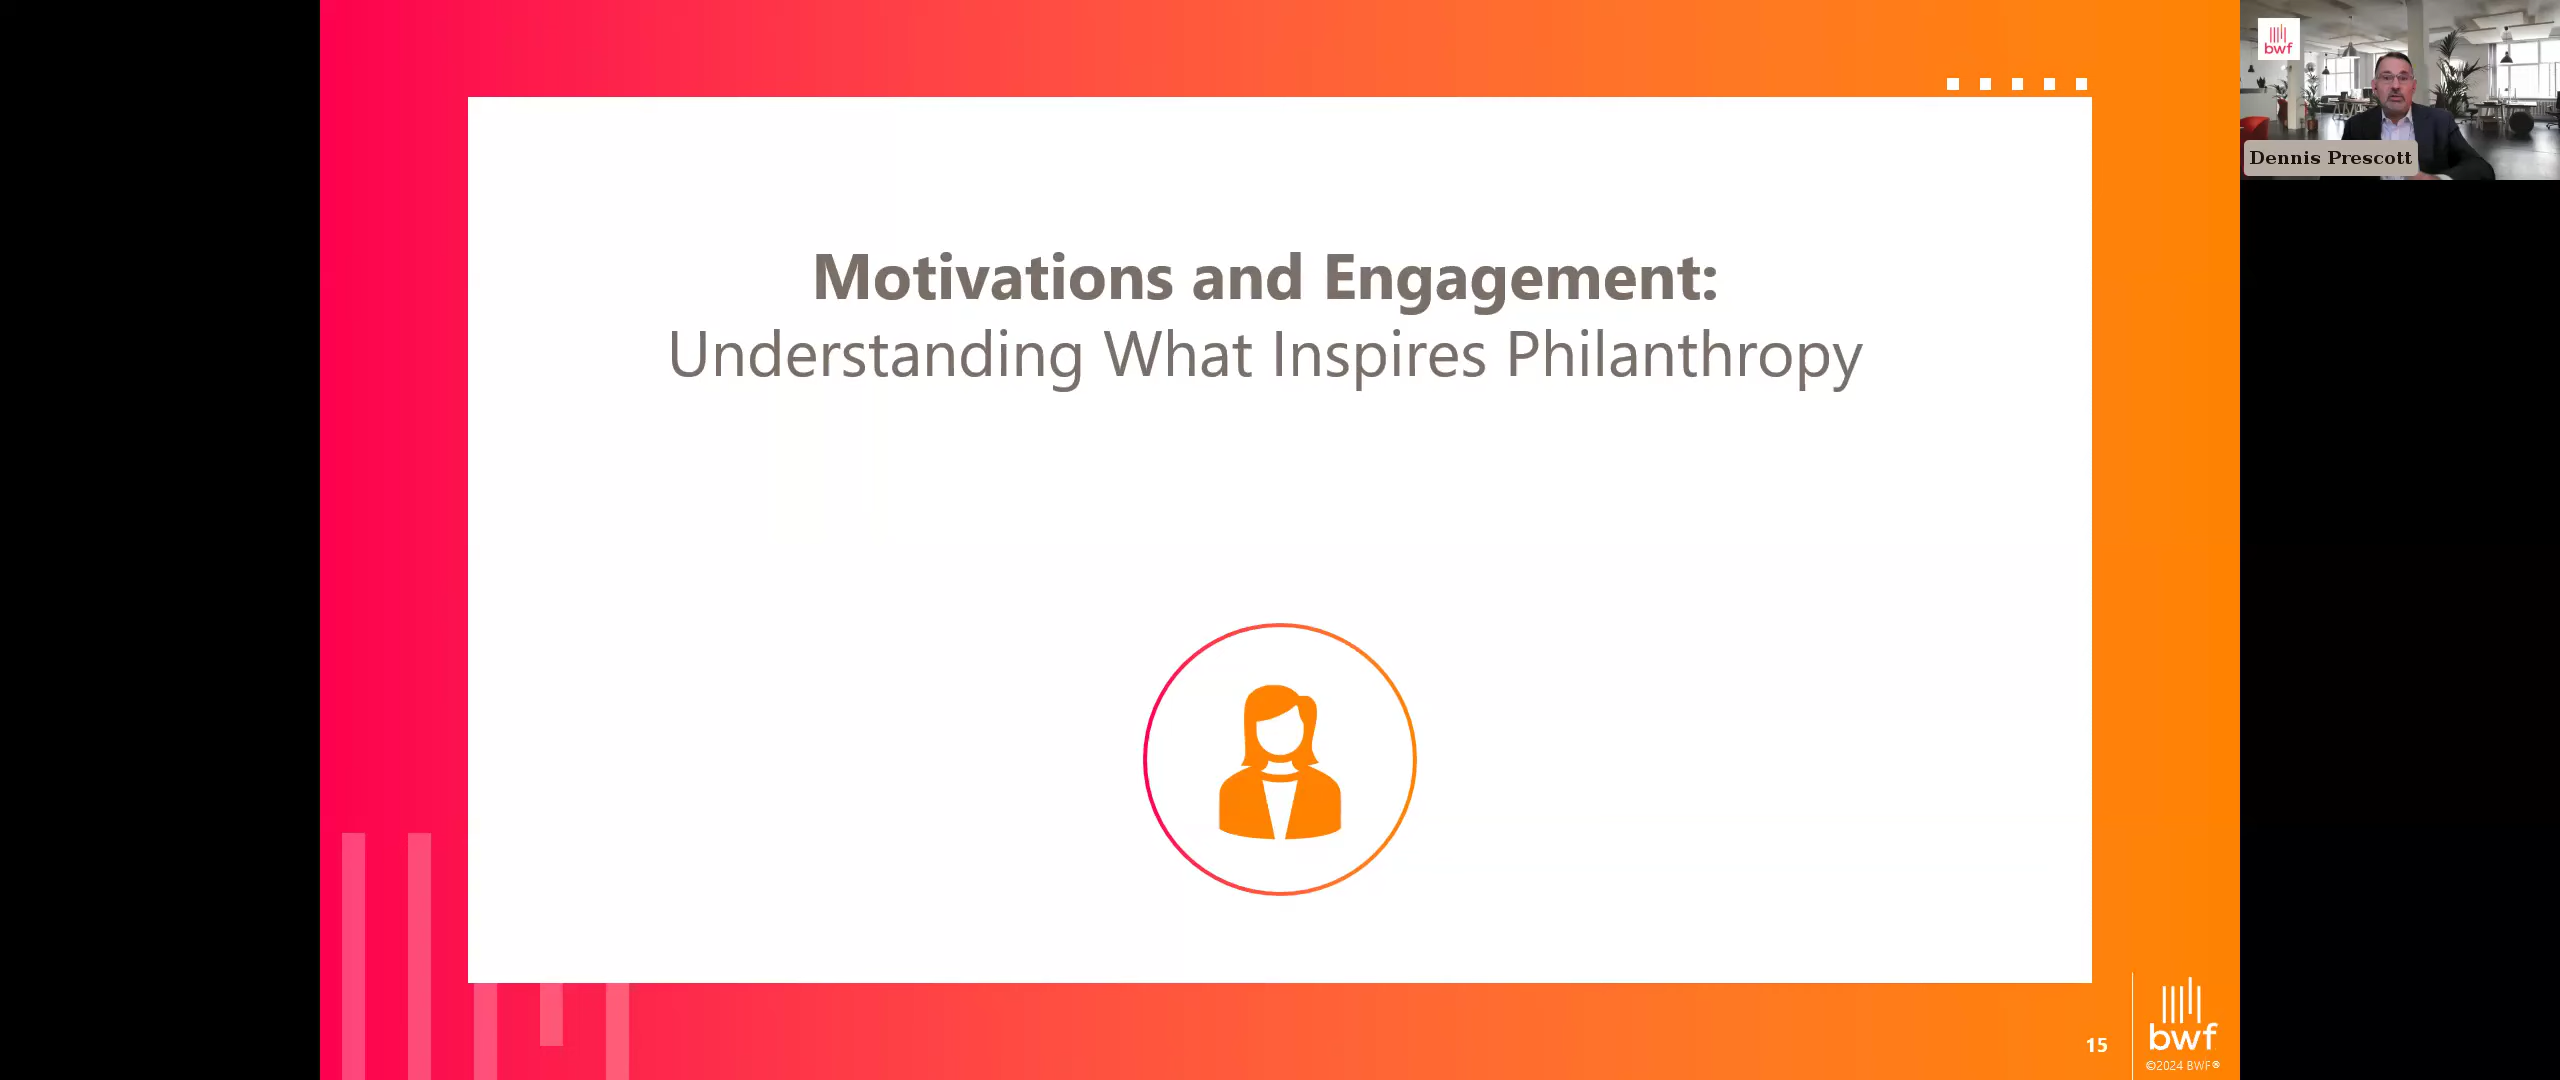 bwf
Dennis Prescott
Motivations and Engagement:
Understanding What Inspires Philanthropy
15
bwf
©2024 BWF®